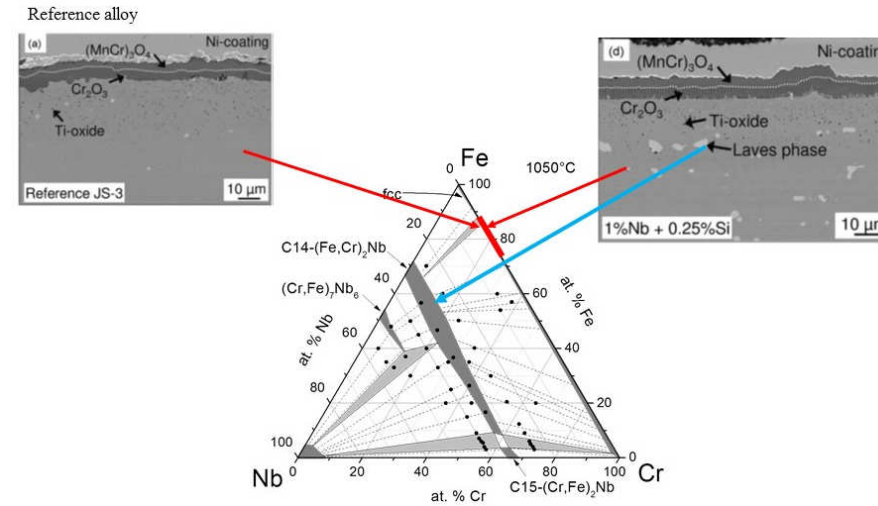 Reference alloy
(a)
Ni-coating
(MnCr)₃O₄
Cr₂O₃
Ti-oxide
Reference JS-3
10 µm
(d)
Ni-coatin
(MnCr)₃O₄
Cr₂O₃
Ti-oxide
Laves phase
1%Nb + 0.25%Si
10 µ
Fe
1050°C
0
100
fcc
20
80
C14-(Fe,Cr)₂Nb
40
60
(Cr,Fe)₇Nb₆
at. % Nb
at. % Fe
60
40
80
20
100
0
Nb
Cr
0
20
40
60
80
100
at. % Cr
C15-(Cr,Fe)₂Nb